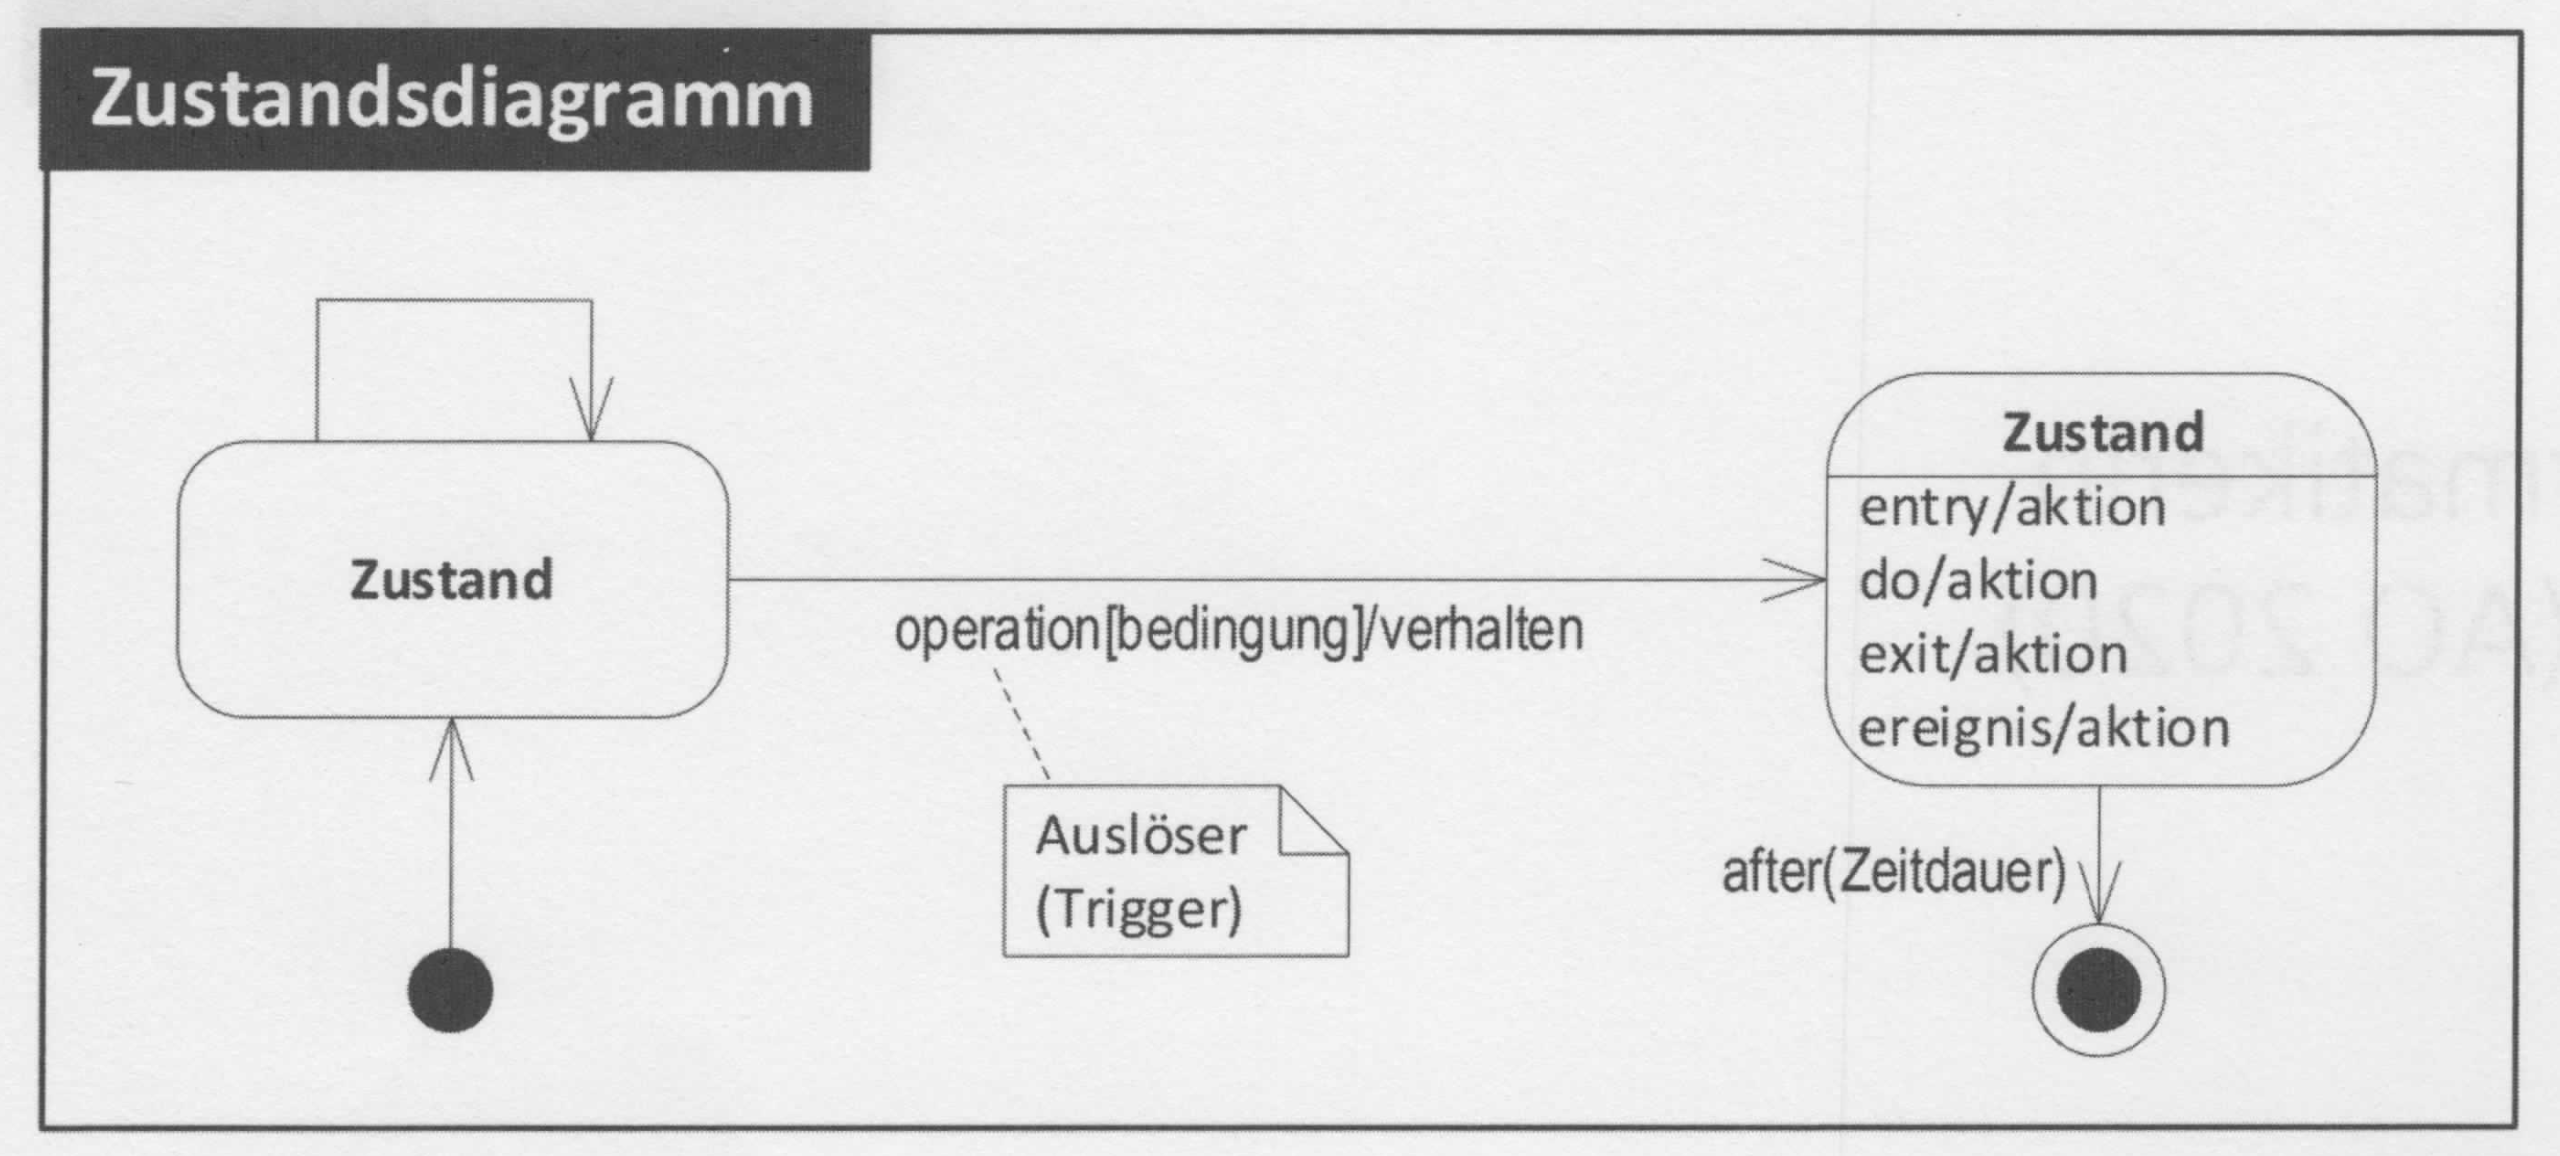 Zustandsdiagramm
Zustand
operation[bedingung]/verhalten
Auslöser
(Trigger)
Zustand
entry/aktion
do/aktion
exit/aktion
ereignis/aktion
after(Zeitdauer)